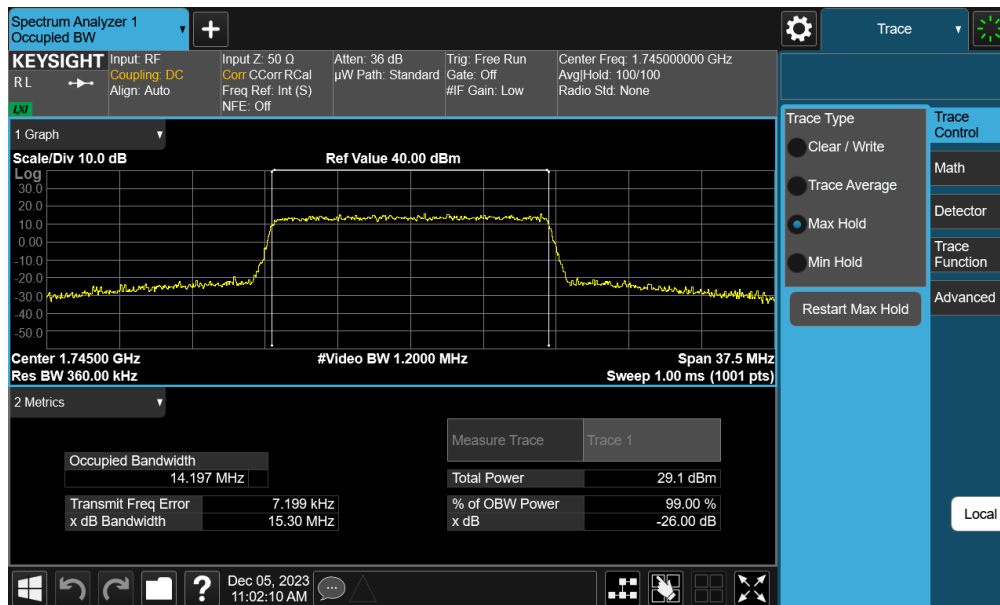 Spectrum Analyzer 1
Occupied BW
+
Trace
KEYSIGHT
R L
LXI
Input: RF
Coupling: DC
Align: Auto
Input Z: 50 Ω
Corr CCorr RCal
Freq Ref: Int (S)
NFE: Off
Atten: 36 dB
µW Path: Standard
Trig: Free Run
Gate: Off
#IF Gain: Low
Center Freq: 1.745000000 GHz
Avg|Hold: 100/100
Radio Std: None
1 Graph
Scale/Div 10.0 dB
Ref Value 40.00 dBm
Log
30.0
20.0
10.0
0.00
-10.0
-20.0
-30.0
-40.0
-50.0
Center 1.74500 GHz
#Video BW 1.2000 MHz
Span 37.5 MHz
Res BW 360.00 kHz
Sweep 1.00 ms (1001 pts)
2 Metrics
Measure Trace
Trace 1
Occupied Bandwidth
14.197 MHz
Total Power
29.1 dBm
Transmit Freq Error
7.199 kHz
% of OBW Power
99.00 %
x dB Bandwidth
15.30 MHz
x dB
-26.00 dB
Trace Type
Clear / Write
Trace Average
Max Hold
Min Hold
Restart Max Hold
Trace
Control
Math
Detector
Trace
Function
Advanced
Local
?
Dec 05, 2023
11:02:10 AM